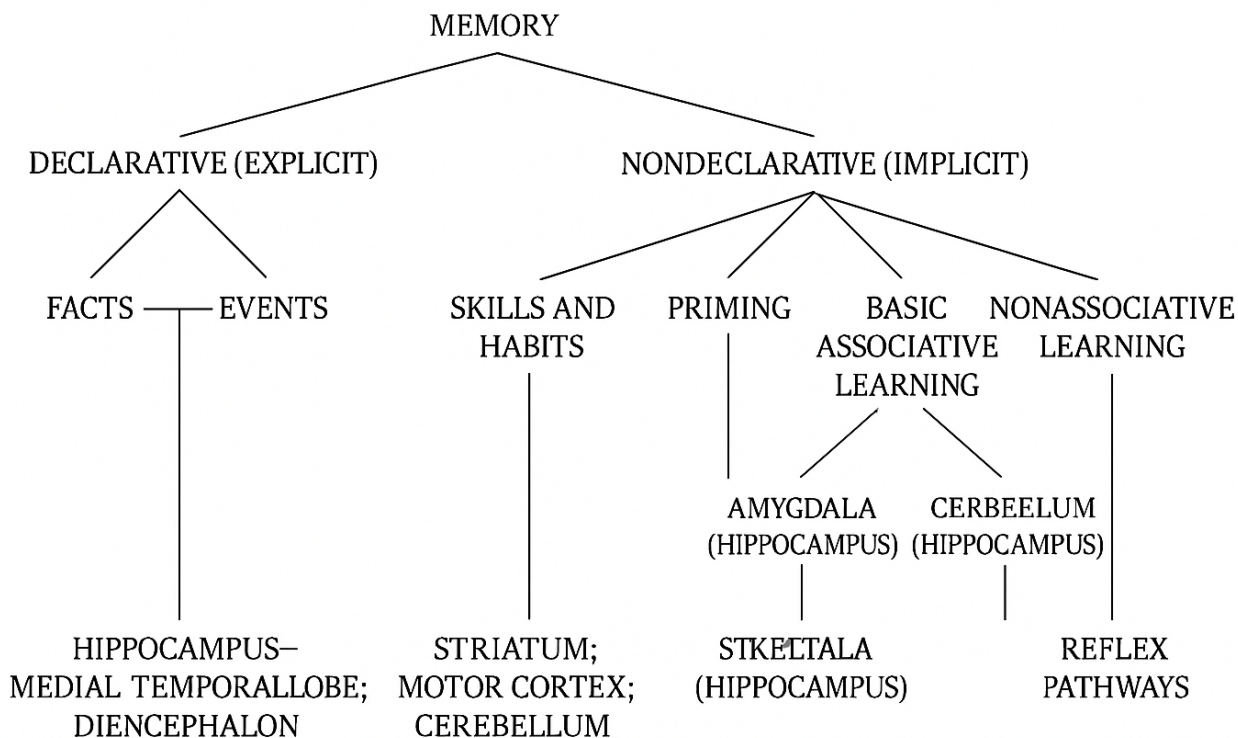 MEMORY
DECLARATIVE (EXPLICIT)
NONDECLARATIVE (IMPLICIT)
FACTS
EVENTS
SKILLS AND
HABITS
PRIMING
BASIC
ASSOCIATIVE
LEARNING
NONASSOCIATIVE
LEARNING
AMYGDALA
(HIPPOCAMPUS)
CERBEELUM
(HIPPOCAMPUS)
HIPPOCAMPUS–
MEDIAL TEMPORALLOBE;
DIENCEPHALON
STRIATUM;
MOTOR CORTEX;
CEREBELLUM
STKELTALA
(HIPPOCAMPUS)
REFLEX
PATHWAYS